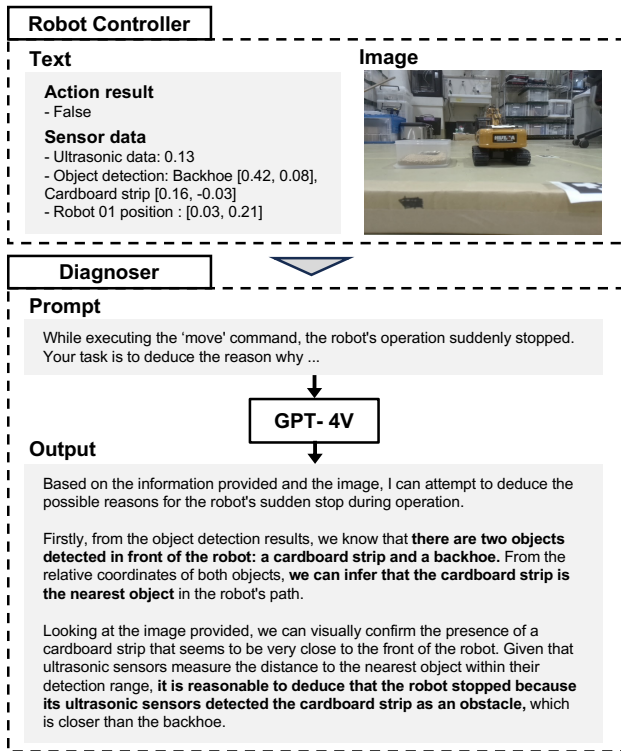 Robot Controller
Text
Image
Action result
- False
Sensor data
- Ultrasonic data: 0.13
- Object detection: Backhoe [0.42, 0.08],
Cardboard strip [0.16, -0.03]
- Robot 01 position : [0.03, 0.21]
Diagnoser
Prompt
While executing the ‘move' command, the robot's operation suddenly stopped.
Your task is to deduce the reason why ...
GPT- 4V
Output
Based on the information provided and the image, I can attempt to deduce the
possible reasons for the robot's sudden stop during operation.
Firstly, from the object detection results, we know that there are two objects
detected in front of the robot: a cardboard strip and a backhoe. From the
relative coordinates of both objects, we can infer that the cardboard strip is
the nearest object in the robot's path.
Looking at the image provided, we can visually confirm the presence of a
cardboard strip that seems to be very close to the front of the robot. Given that
ultrasonic sensors measure the distance to the nearest object within their
detection range, it is reasonable to deduce that the robot stopped because
its ultrasonic sensors detected the cardboard strip as an obstacle, which
is closer than the backhoe.